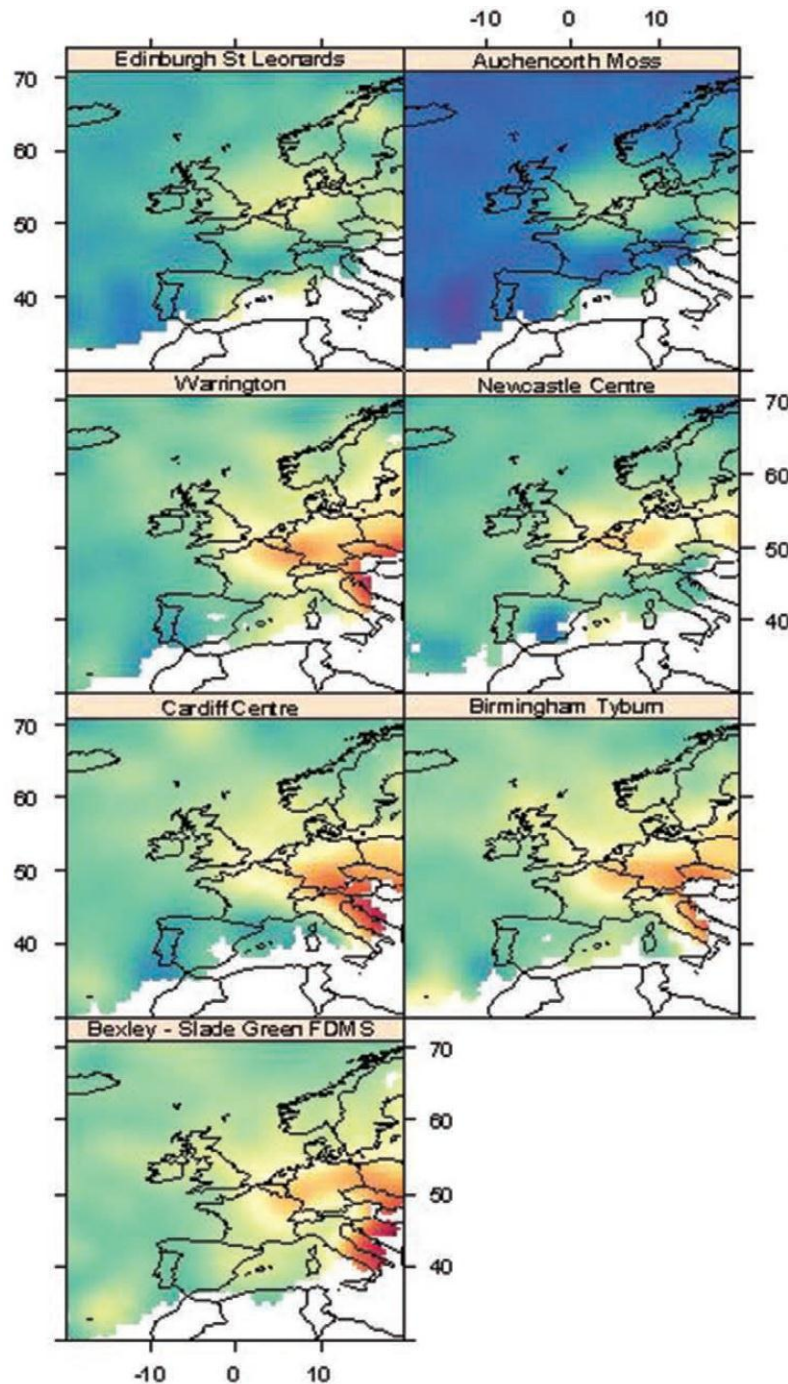 -10 0 10
Edinburgh St Leonards Auchencorth Moss
70
60
50
40
Warrington Newcastle Centre
70
60
50
40
Cardiff Centre Birmingham Tyburn
70
60
50
40
Bexley - Slade Green FDMS
70
60
50
40
-10 0 10